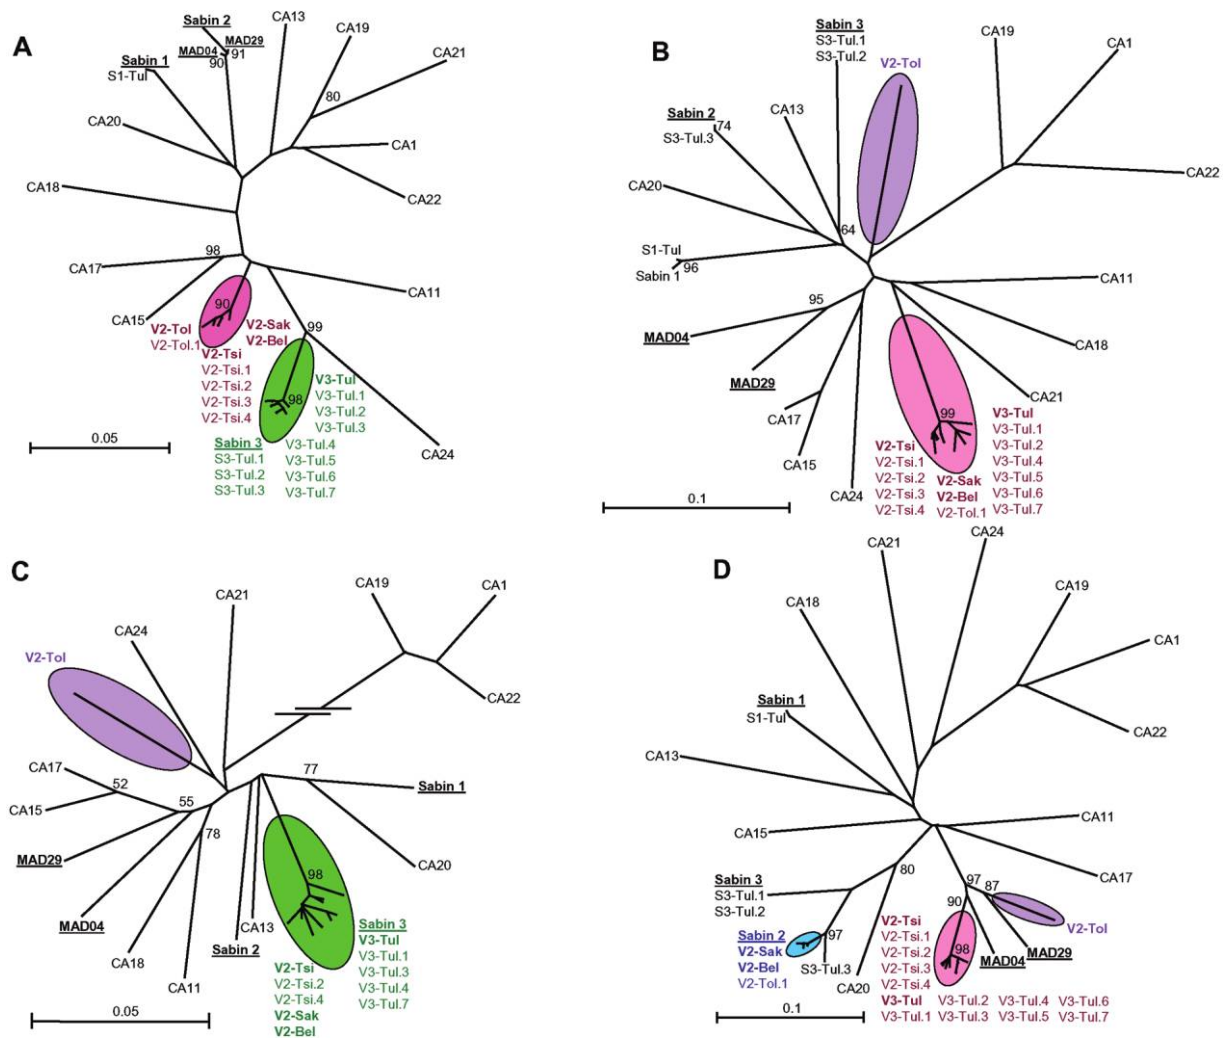 A
Sabin 2
CA13
CA19
MAD29
MAD04
91
90
CA21
Sabin 1
S1-Tul
80
CA20
CA1
CA18
CA22
98
CA17
CA11
90
CA15
V2-Tol
V2-Tol.1
V2-Sak
V2-Bel
V2-Tsi
V2-Tsi.1
V2-Tsi.2
V2-Tsi.3
V2-Tsi.4
99
98
V3-Tul
V3-Tul.1
V3-Tul.2
V3-Tul.3
Sabin 3
S3-Tul.1
S3-Tul.2
S3-Tul.3
V3-Tul.4
V3-Tul.5
V3-Tul.6
V3-Tul.7
CA24
0.05
B
Sabin 3
S3-Tul.1
S3-Tul.2
V2-Tol
CA19
CA1
Sabin 2
74
S3-Tul.3
CA13
CA22
CA20
64
S1-Tul
96
Sabin 1
CA11
95
MAD04
CA18
MAD29
CA21
CA17
CA15
CA24
99
V2-Tsi
V2-Tsi.1
V2-Tsi.2
V2-Tsi.3
V2-Tsi.4
V2-Sak
V2-Bel
V2-Tol.1
V3-Tul
V3-Tul.1
V3-Tul.2
V3-Tul.4
V3-Tul.5
V3-Tul.6
V3-Tul.7
0.1
C
CA21
CA19
CA1
CA24
V2-Tol
CA22
CA17
52
CA15
55
77
Sabin 1
78
MAD29
CA20
MAD04
CA13
Sabin 2
CA18
CA11
98
Sabin 3
V3-Tul
V3-Tul.1
V3-Tul.3
V3-Tul.4
V3-Tul.7
V2-Tsi
V2-Tsi.2
V2-Tsi.4
V2-Sak
V2-Bel
0.05
D
CA21
CA24
CA18
CA19
CA1
Sabin 1
S1-Tul
CA22
CA13
CA15
CA11
CA17
80
Sabin 3
S3-Tul.1
S3-Tul.2
97
87
90
V2-Tol
Sabin 2
V2-Sak
V2-Bel
V2-Tol.1
97
S3-Tul.3
CA20
98
MAD04
MAD29
V2-Tsi
V2-Tsi.1
V2-Tsi.2
V2-Tsi.3
V2-Tsi.4
V3-Tul V3-Tul.2 V3-Tul.4 V3-Tul.6
V3-Tul.1 V3-Tul.3 V3-Tul.5 V3-Tul.7
0.1